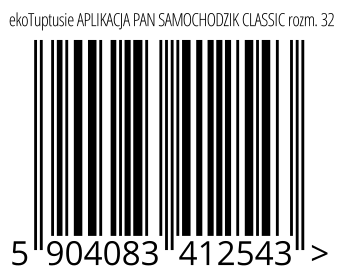 ekoTuptusie APLIKACJA PAN SAMOCHODZIK CLASSIC rozm. 32
5 904083 412543 >